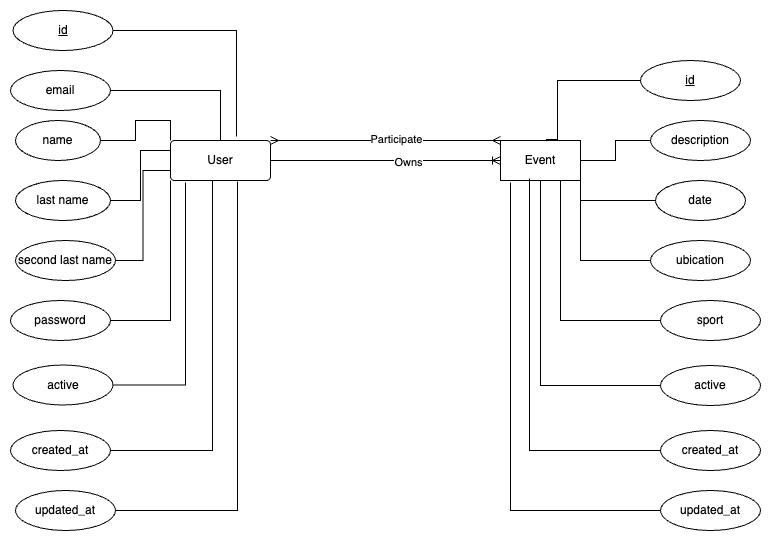 id
email
name
last name
second last name
password
active
created_at
updated_at
User
Participate
Owns
Event
id
description
date
ubication
sport
active
created_at
updated_at